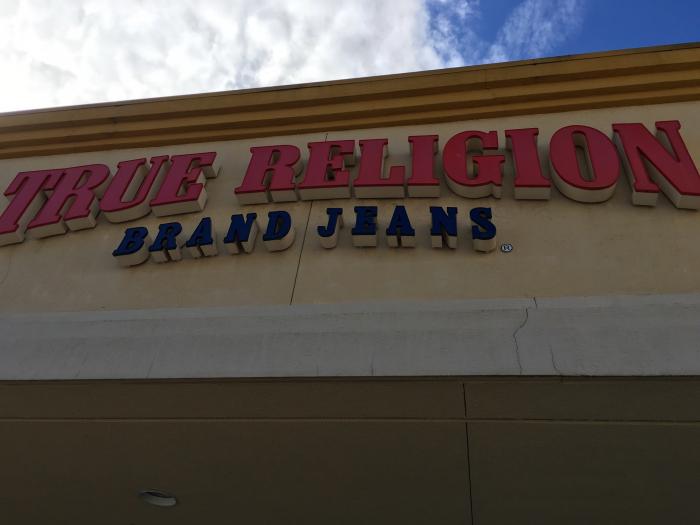 TRUE RELIGION
BRAND JEANS ®